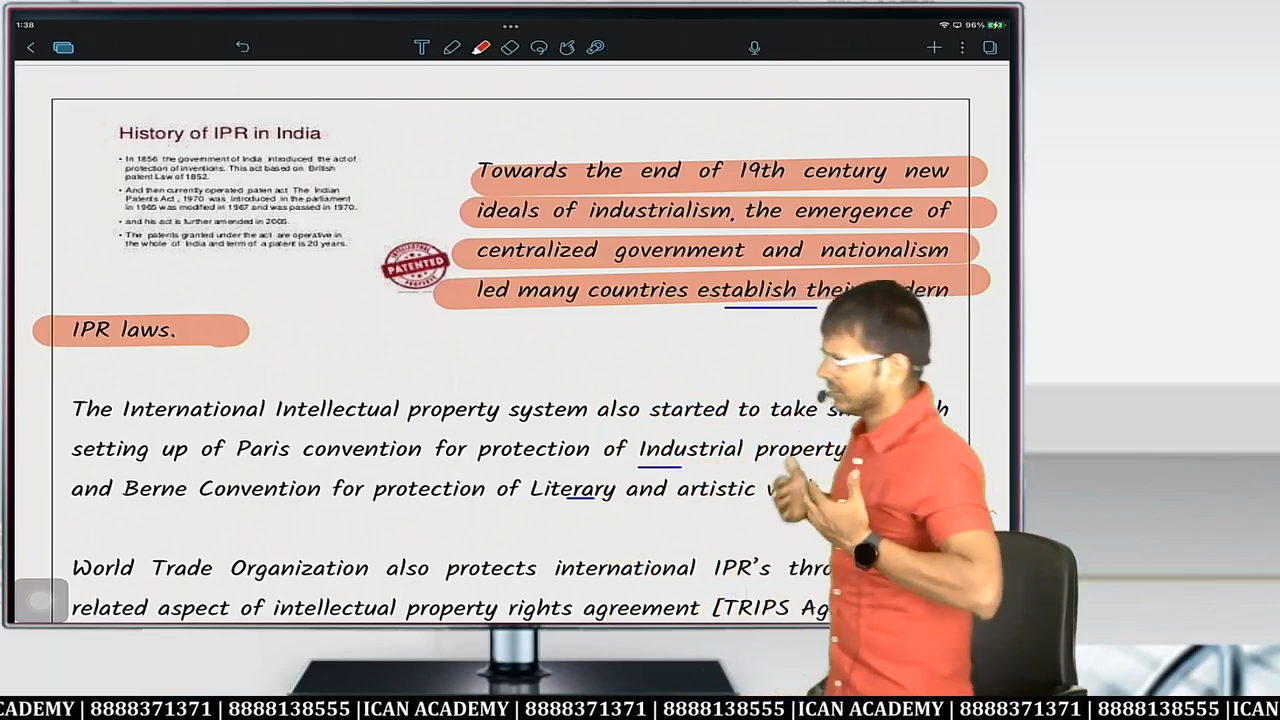 1:38
96%
History of IPR in India
• In 1856 the government of India introduced the act of
protection of inventions. This act based on British
patent Law of 1852.
• And then currently operated paten act The Indian
Patents Act , 1970 was introduced in the parliament
in 1965 was modified in 1967 and was passed in 1970.
• and his act is further amended in 2005.
• The patents granted under the act are operative in
the whole of India and term of a patent is 20 years.
PATENTED
Towards the end of 19th century new
ideals of industrialism, the emergence of
centralized government and nationalism
led many countries establish their
IPR laws.
The International Intellectual property system also started to take
setting up of Paris convention for protection of Industrial property
and Berne Convention for protection of Literary and artistic
World Trade Organization also protects international IPR's
related aspect of intellectual property rights agreement [TRIPS
CADEMY | 8888371371 | 8888138555 |ICAN ACADEMY | 8888371371 | 8888138555 |ICAN ACADEMY | 8888371371 | 8888138555 |ICAN